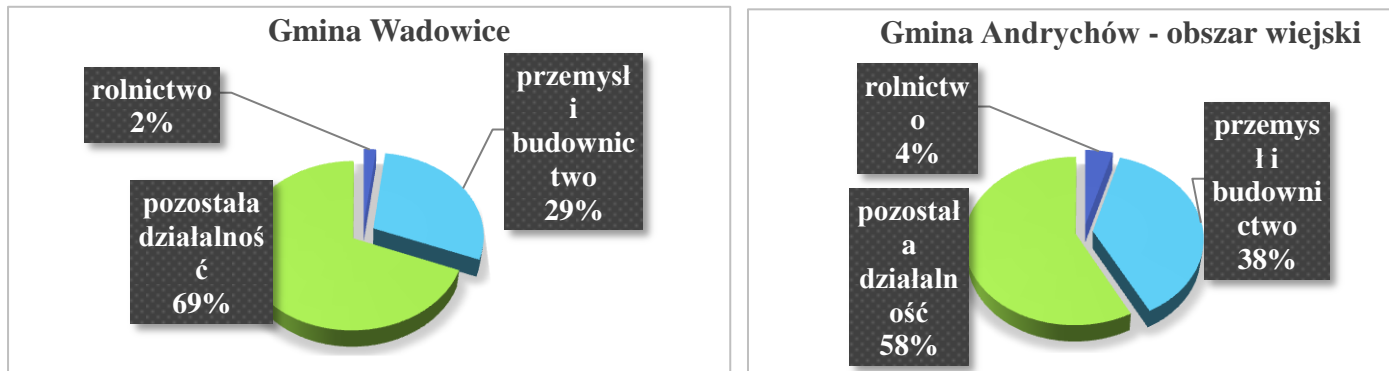 Gmina Wadowice
rolnictwo
2%
przemysł
i
budownic
two
29%
pozostała
działalnoś
ć
69%
Gmina Andrychów - obszar wiejski
rolnictw
o
4%
przemys
ł i
budowni
ctwo
38%
pozostał
a
działaln
ość
58%